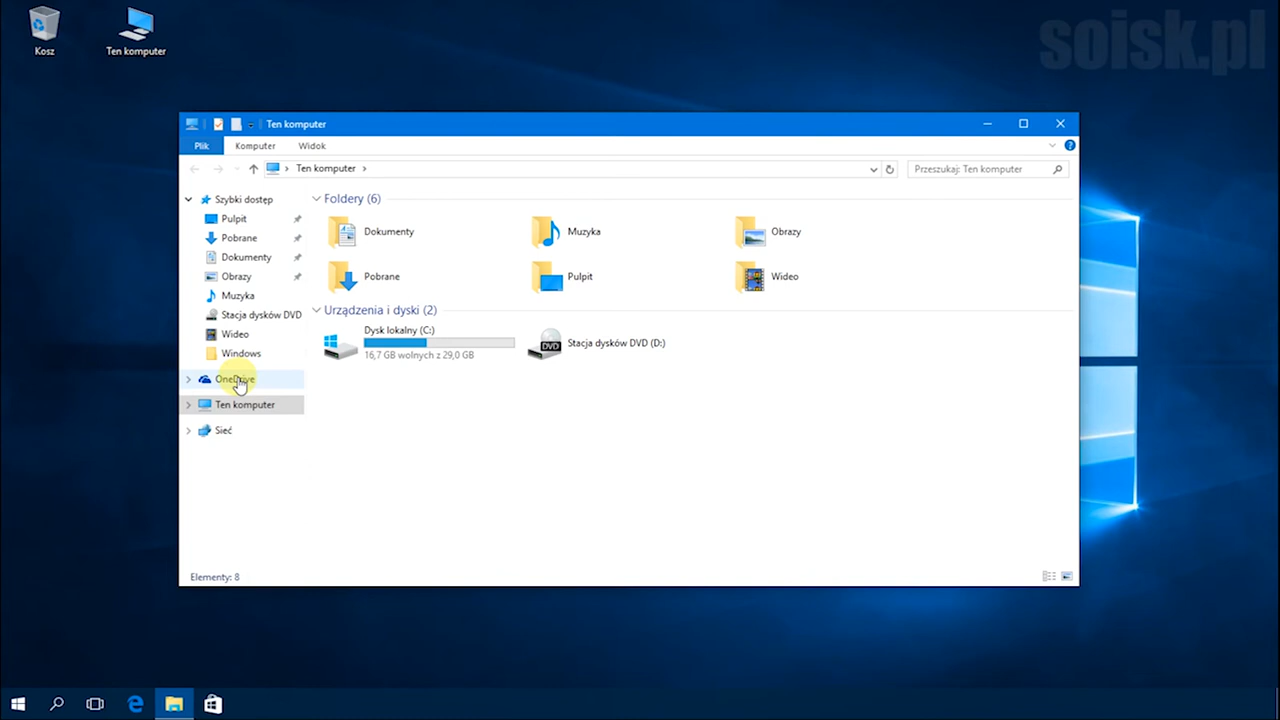 soisk.pl
Kosz
Ten komputer
Ten komputer
Plik Komputer Widok
Ten komputer
Przeszukaj: Ten komputer
Szybki dostęp
Pulpit
Pobrane
Dokumenty
Obrazy
Muzyka
Stacja dysków DVD
Wideo
Windows
OneDrive
Ten komputer
Sieć
Foldery (6)
Dokumenty
Muzyka
Obrazy
Pobrane
Pulpit
Wideo
Urządzenia i dyski (2)
Dysk lokalny (C:)
16,7 GB wolnych z 29,0 GB
DVD
Stacja dysków DVD (D:)
Elementy: 8